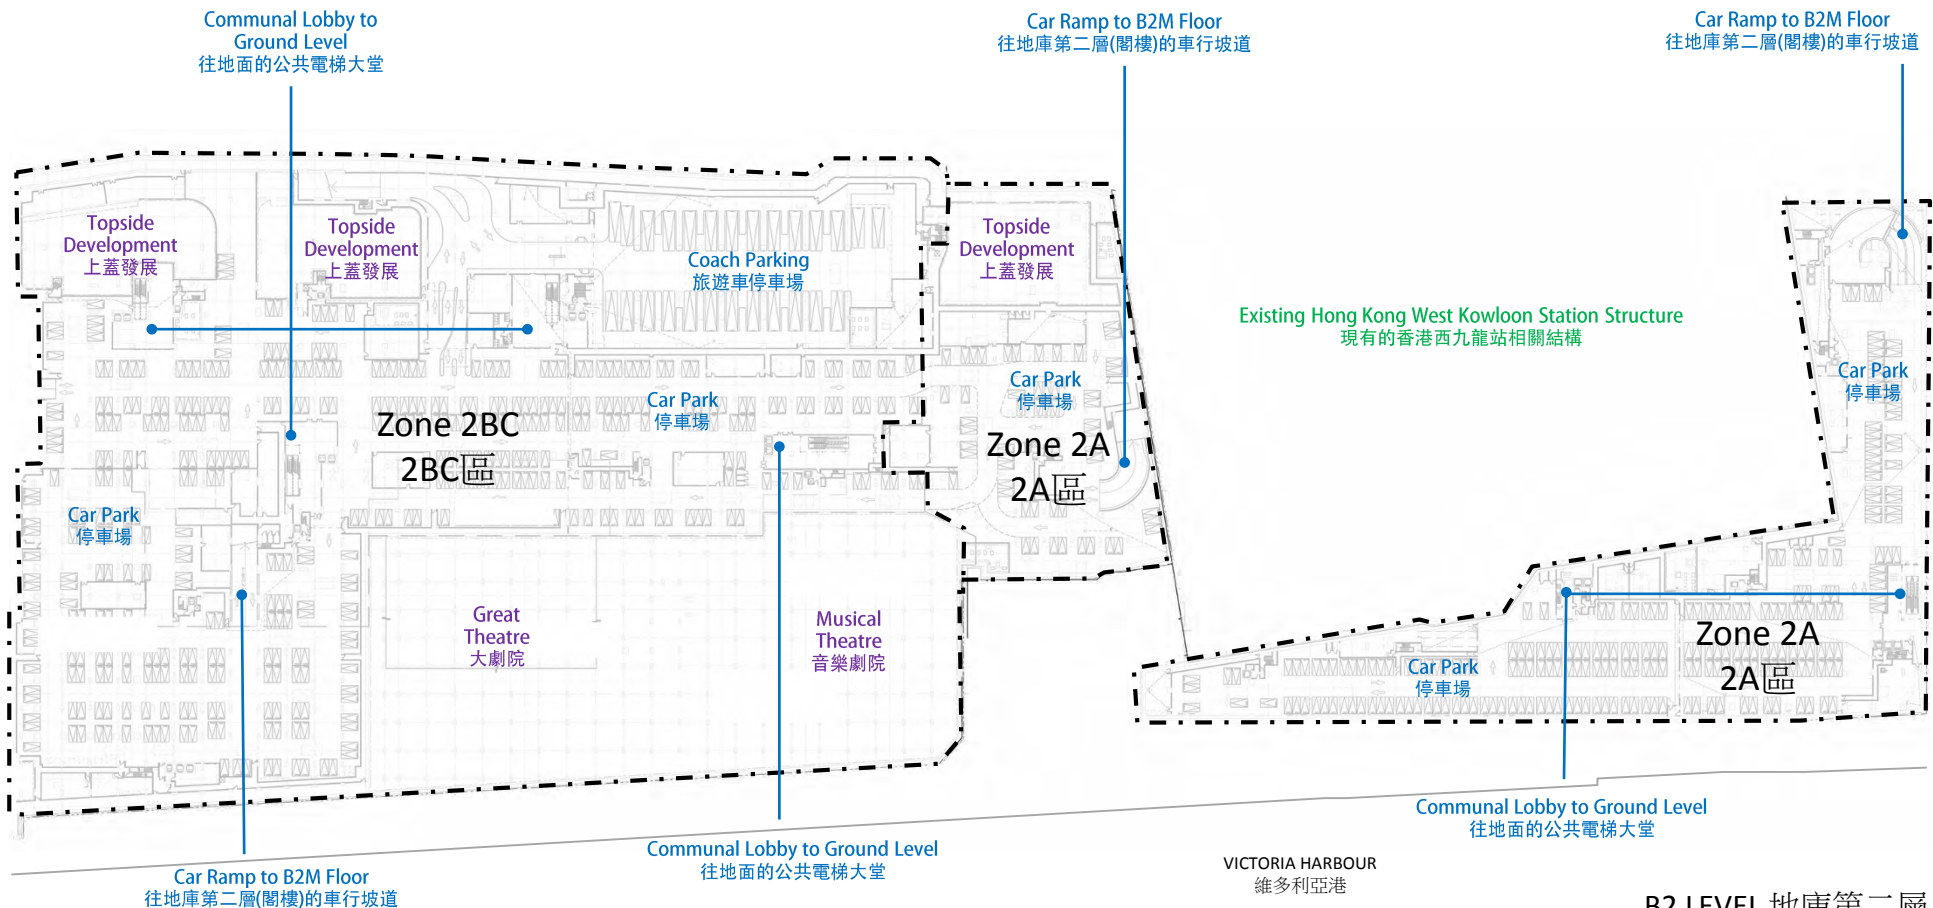 Communal Lobby to
Ground Level
往地面的公共電梯大堂
Car Ramp to B2M Floor
往地庫第二層(閣樓)的車行坡道
Car Ramp to B2M Floor
往地庫第二層(閣樓)的車行坡道
Topside
Development
上蓋發展
Topside
Development
上蓋發展
Coach Parking
旅遊車停車場
Topside
Development
上蓋發展
Existing Hong Kong West Kowloon Station Structure
現有的香港西九龍站相關結構
Car Park
停車場
Car Park
停車場
Car Park
停車場
Zone 2BC
2BC區
Zone 2A
2A區
Car Park
停車場
Great
Theatre
大劇院
Musical
Theatre
音樂劇院
Zone 2A
2A區
Car Park
停車場
Communal Lobby to Ground Level
往地面的公共電梯大堂
Communal Lobby to Ground Level
往地面的公共電梯大堂
VICTORIA HARBOUR
維多利亞港
Car Ramp to B2M Floor
往地庫第二層(閣樓)的車行坡道
B2 LEVEL 地庫第二層